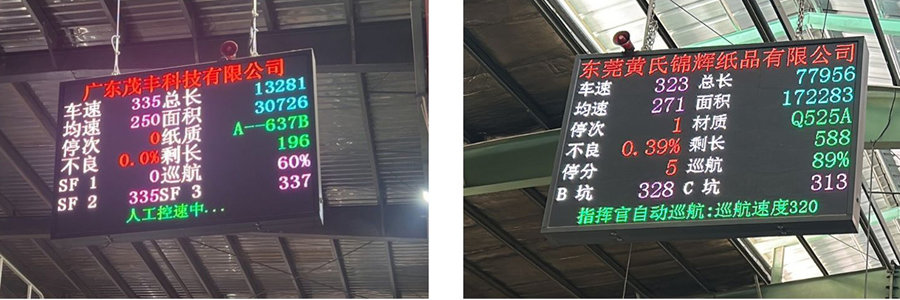 广东茂丰科技有限公司
车速 335 总长 13281
均速 250 面积 30726
停次 0 纸质 A--637B
不良 0.0% 剩长 196
SF 1 0 巡航 60%
SF 2 335 SF 3 337
人工控速中...
东莞黄氏锦辉纸品有限公司
车速 323 总长 77956
均速 271 面积 172283
停次 1 材质 Q525A
不良 0.39% 剩长 588
停分 5 巡航 89%
B 坑 328 C 坑 313
指挥官自动巡航:巡航速度320